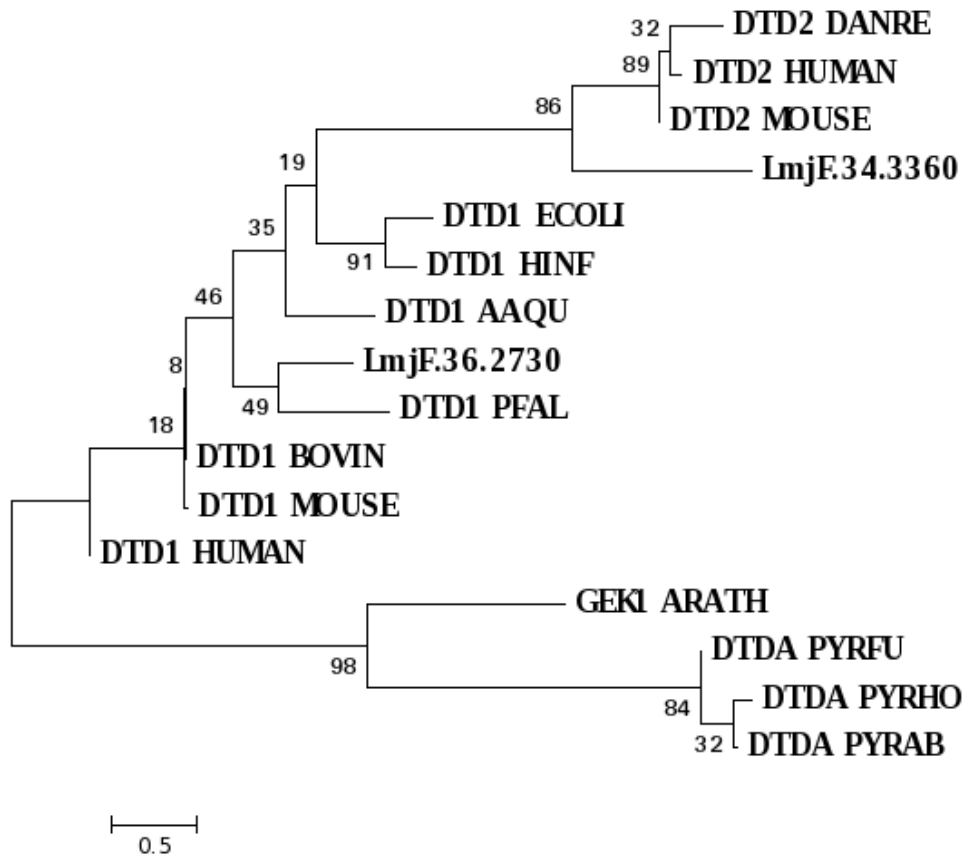 32
DTD2 DANRE
89
DTD2 HUMAN
86
DTD2 MOUSE
19
LmjF.34.3360
35
DTD1 ECOLI
91
DTD1 HINF
46
DTD1 AAQU
8
LmjF.36.2730
49
DTD1 PFAL
18
DTD1 BOVIN
DTD1 MOUSE
DTD1 HUMAN
GEK1 ARATH
98
DTDA PYRFU
84
DTDA PYRHO
32
DTDA PYRAB
0.5